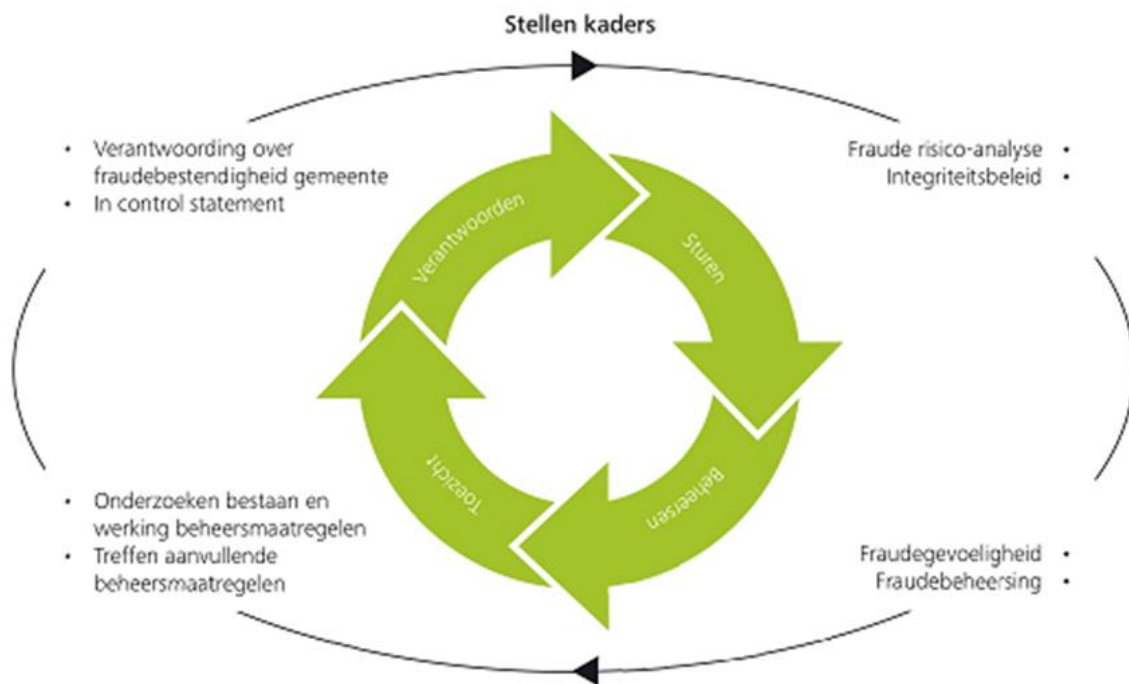 Stellen kaders
• Verantwoording over
fraudebestendigheid gemeente
• In control statement
Fraude risico-analyse •
Integriteitsbeleid •
Verantwoorden
Sturen
Toezicht
Beheersen
• Onderzoeken bestaan en
werking beheersmaatregelen
• Treffen aanvullende
beheersmaatregelen
Fraudegevoeligheid •
Fraudebeheersing •